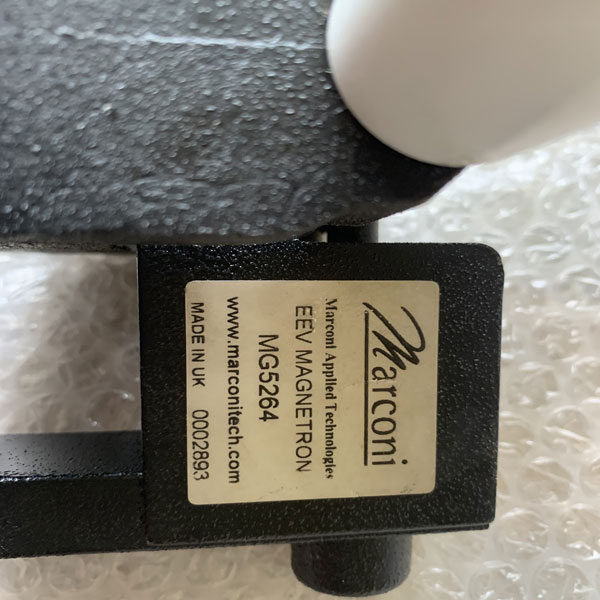 Marconi
Marconi Applied Technologies
EEV MAGNETRON
MG5264
www.marconitech.com
MADE IN UK 0002893